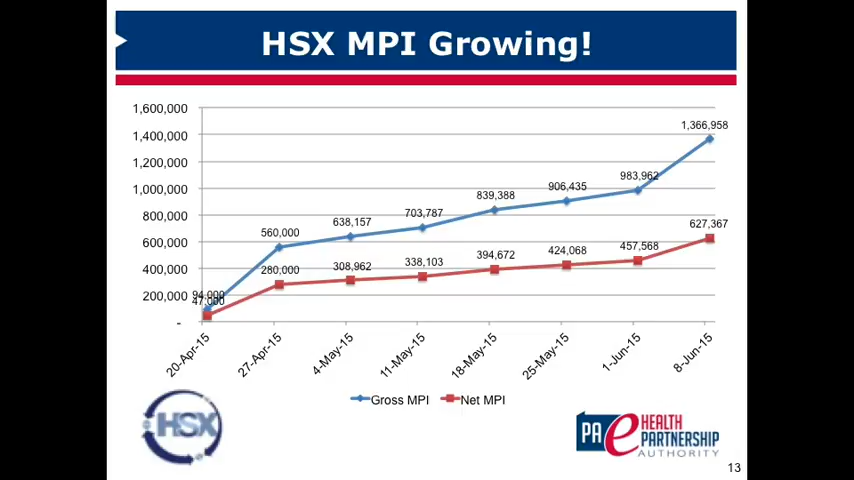 HSX MPI Growing!
1,600,000
1,400,000
1,200,000
1,000,000
800,000
600,000
400,000
200,000
-
1,366,958
983,962
906,435
839,388
703,787
638,157
560,000
94,000
627,367
457,568
424,068
394,672
338,103
308,962
280,000
47,000
20-Apr-15
27-Apr-15
4-May-15
11-May-15
18-May-15
25-May-15
1-Jun-15
8-Jun-15
Gross MPI
Net MPI
HSX
PA e HEALTH
PARTNERSHIP
AUTHORITY
13